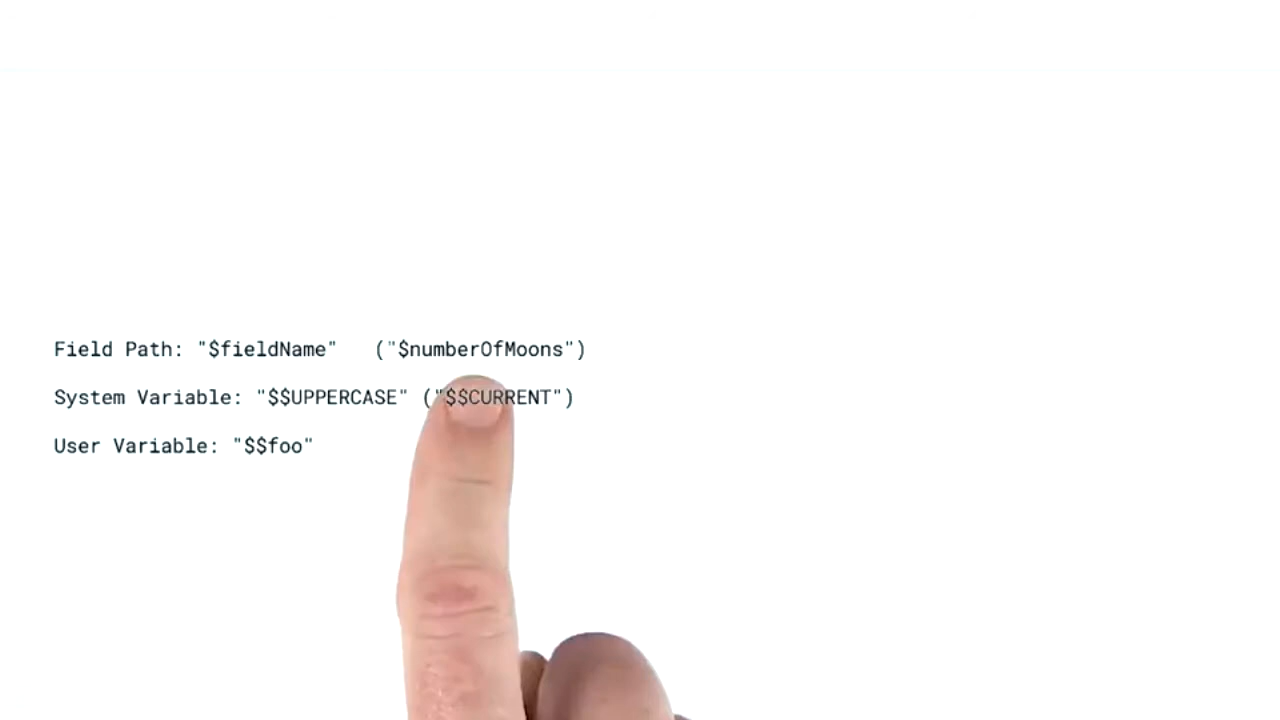 Field Path: "$fieldName" ("$numberOfMoons")
System Variable: "$$UPPERCASE" ("$$CURRENT")
User Variable: "$$foo"